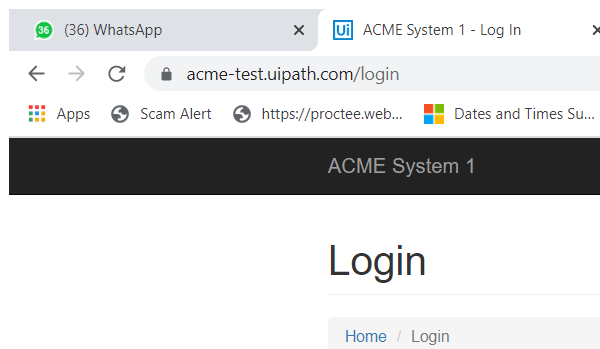 36 (36) WhatsApp Ui ACME System 1 - Log In
acme-test.uipath.com/login
Apps Scam Alert https://proctee.web... Dates and Times Su...
ACME System 1
Login
Home / Login